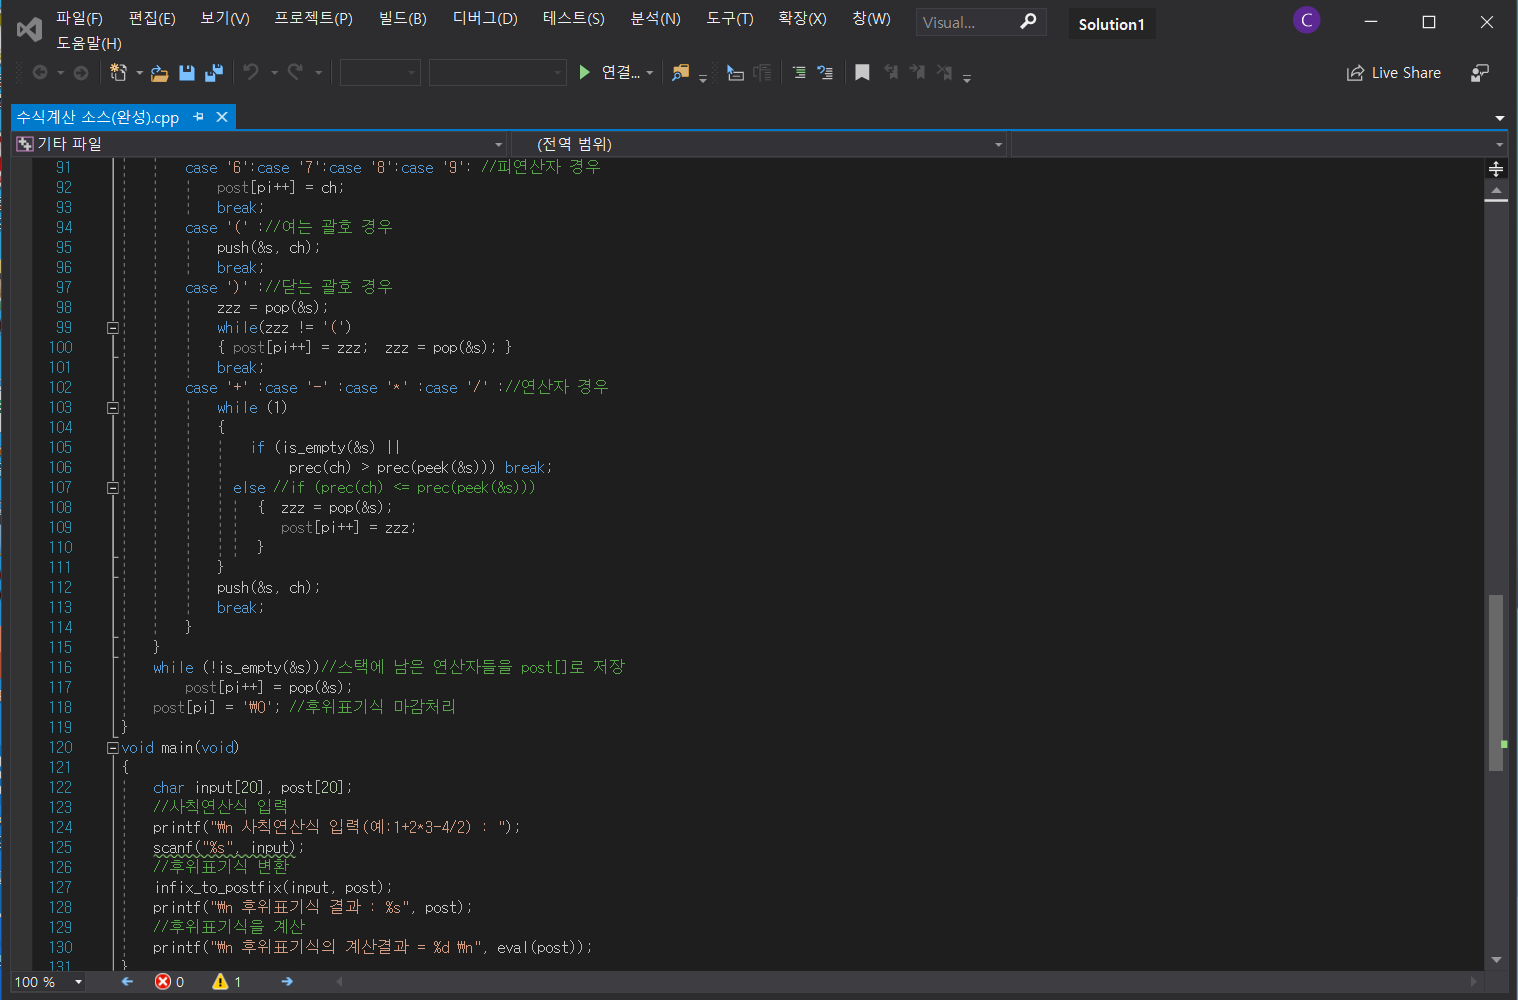 파일(F) 편집(E) 보기(V) 프로젝트(P) 빌드(B) 디버그(D) 테스트(S) 분석(N) 도구(T) 확장(X) 창(W) Visual... Solution1 C
도움말(H)
연결... Live Share
수식계산 소스(완성).cpp
기타 파일 (전역 범위)
91 case '6':case '7':case '8':case '9': //피연산자 경우
92 post[pi++] = ch;
93 break;
94 case '(' ://여는 괄호 경우
95 push(&s, ch);
96 break;
97 case ')' ://닫는 괄호 경우
98 zzz = pop(&s);
99 while(zzz != '(')
100 { post[pi++] = zzz;  zzz = pop(&s); }
101 break;
102 case '+' :case '-' :case '*' :case '/' ://연산자 경우
103 while (1)
104 {
105 if (is_empty(&s) ||
106 prec(ch) > prec(peek(&s))) break;
107 else //if (prec(ch) <= prec(peek(&s)))
108 {  zzz = pop(&s);
109 post[pi++] = zzz;
110 }
111 }
112 push(&s, ch);
113 break;
114 }
115 }
116 while (!is_empty(&s))//스택에 남은 연산자들을 post[]로 저장
117 post[pi++] = pop(&s);
118 post[pi] = '₩0'; //후위표기식 마감처리
119 }
120 void main(void)
121 {
122 char input[20], post[20];
123 //사칙연산식 입력
124 printf("₩n 사칙연산식 입력(예:1+2*3-4/2) : ");
125 scanf("%s", input);
126 //후위표기식 변환
127 infix_to_postfix(input, post);
128 printf("₩n 후위표기식 결과 : %s", post);
129 //후위표기식을 계산
130 printf("₩n 후위표기식의 계산결과 = %d ₩n", eval(post));
131 }
100 % 0 1